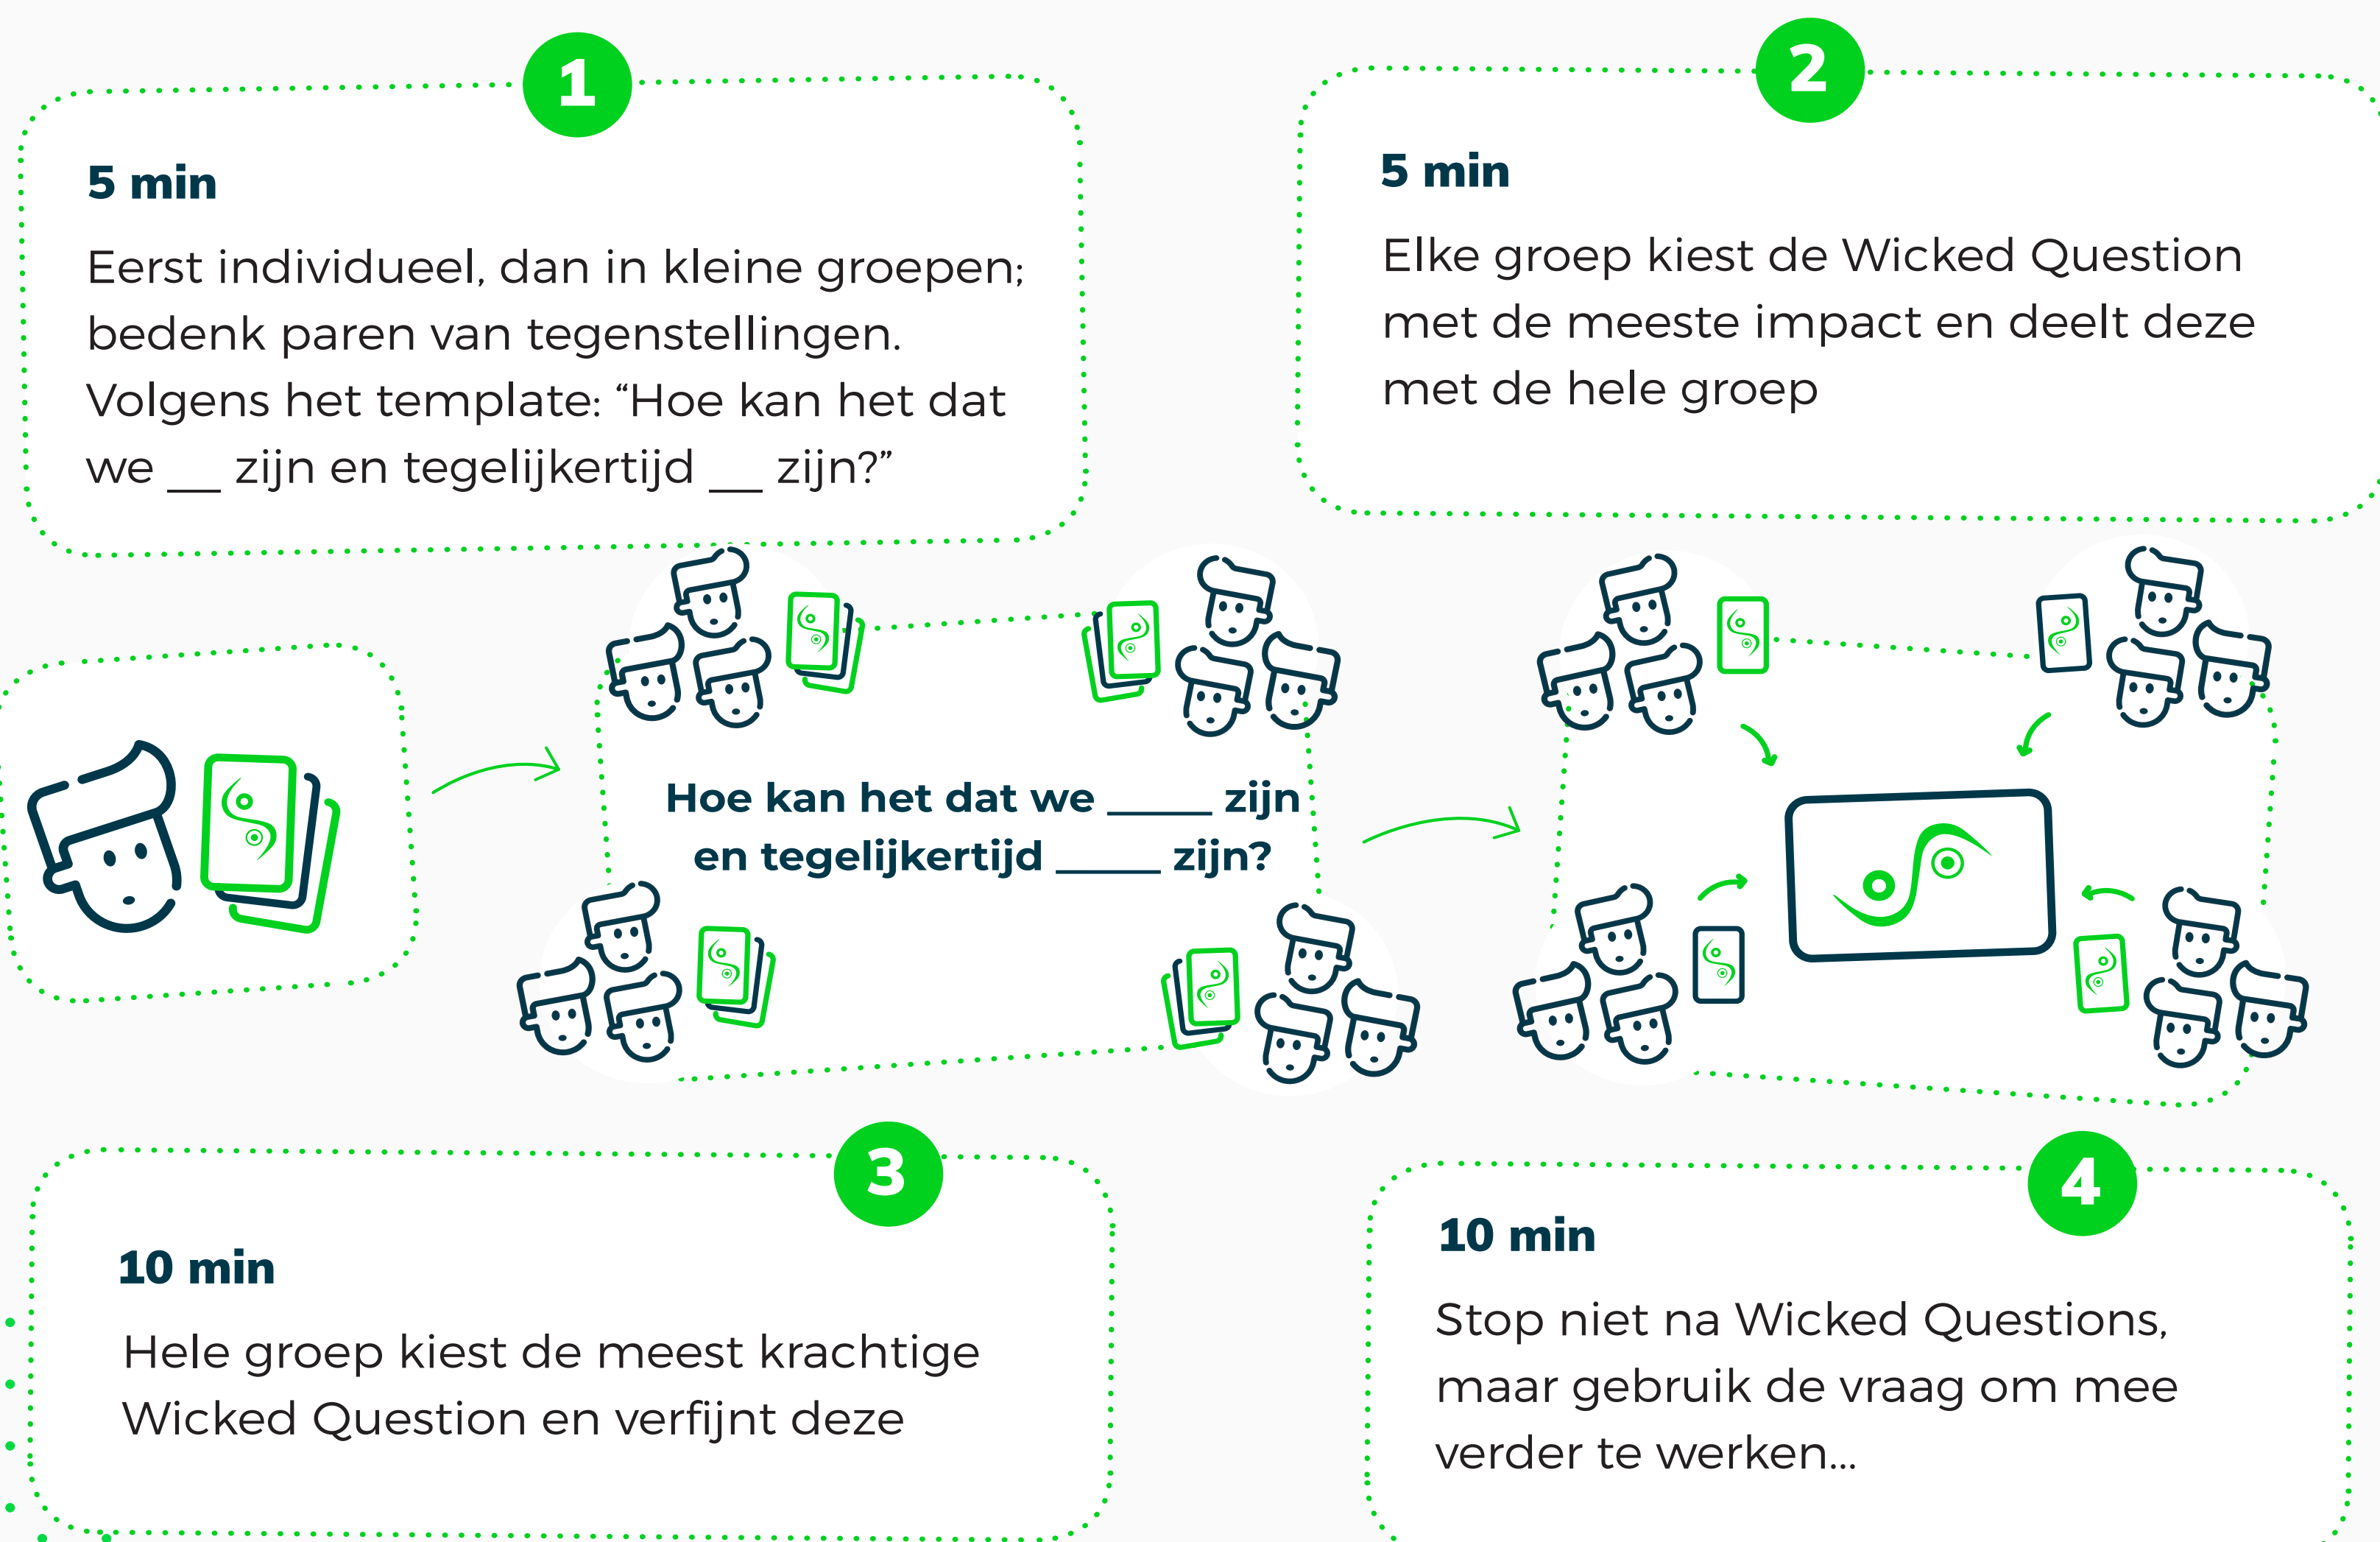 1
5 min
Eerst individueel, dan in kleine groepen;
bedenk paren van tegenstellingen.
Volgens het template: “Hoe kan het dat
we ___ zijn en tegelijkertijd ___ zijn?”
2
5 min
Elke groep kiest de Wicked Question
met de meeste impact en deelt deze
met de hele groep
Hoe kan het dat we ______ zijn
en tegelijkertijd ______ zijn?
3
10 min
Hele groep kiest de meest krachtige
Wicked Question en verfijnt deze
4
10 min
Stop niet na Wicked Questions,
maar gebruik de vraag om mee
verder te werken...